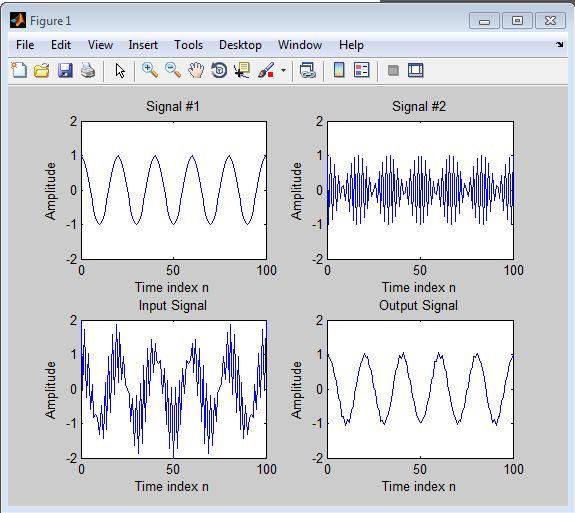 Figure 1
File Edit View Insert Tools Desktop Window Help
Signal #1
2
1
0
-1
-2
0 50 100
Amplitude
Time index n
Signal #2
2
1
0
-1
-2
0 50 100
Amplitude
Time index n
Input Signal
2
1
0
-1
-2
0 50 100
Amplitude
Time index n
Output Signal
2
1
0
-1
-2
0 50 100
Amplitude
Time index n